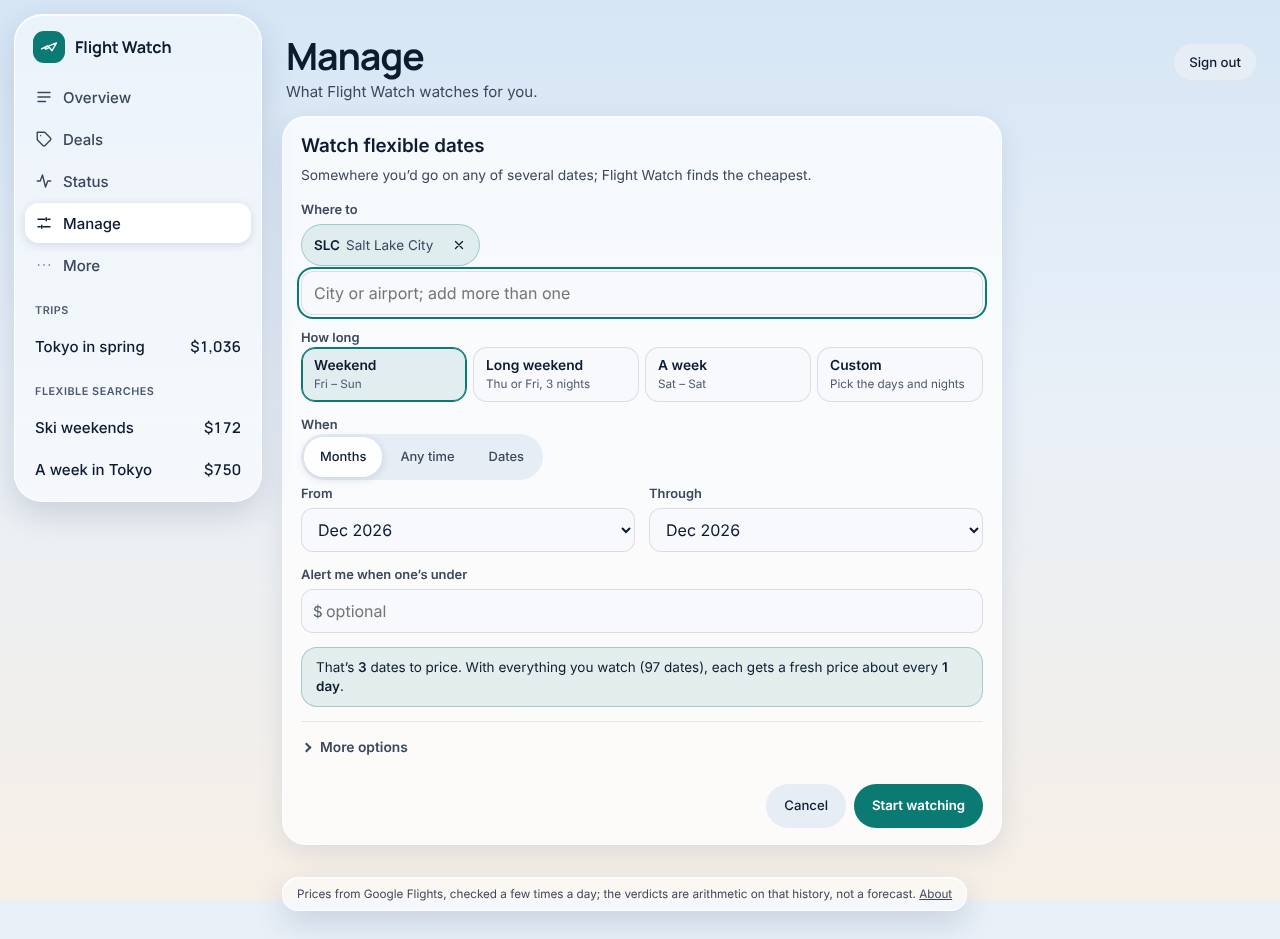 Flight Watch
Overview
Deals
Status
Manage
More
TRIPS
Tokyo in spring $1,036
FLEXIBLE SEARCHES
Ski weekends $172
A week in Tokyo $750
Manage
What Flight Watch watches for you.
Sign out
Watch flexible dates
Somewhere you’d go on any of several dates; Flight Watch finds the cheapest.
Where to
SLC Salt Lake City ✕
City or airport; add more than one
How long
Weekend
Fri – Sun
Long weekend
Thu or Fri, 3 nights
A week
Sat – Sat
Custom
Pick the days and nights
When
Months Any time Dates
From
Dec 2026
Through
Dec 2026
Alert me when one’s under
$ optional
That’s 3 dates to price. With everything you watch (97 dates), each gets a fresh price about every 1
day.
More options
Cancel Start watching
Prices from Google Flights, checked a few times a day; the verdicts are arithmetic on that history, not a forecast. About